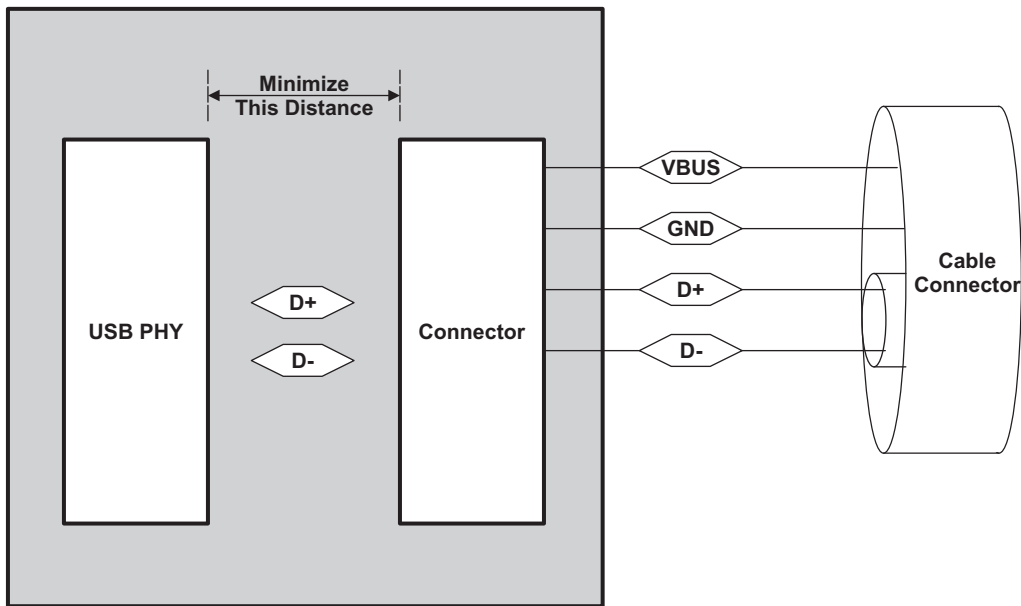 Minimize
This Distance
USB PHY
D+
D-
Connector
VBUS
GND
D+
D-
Cable
Connector